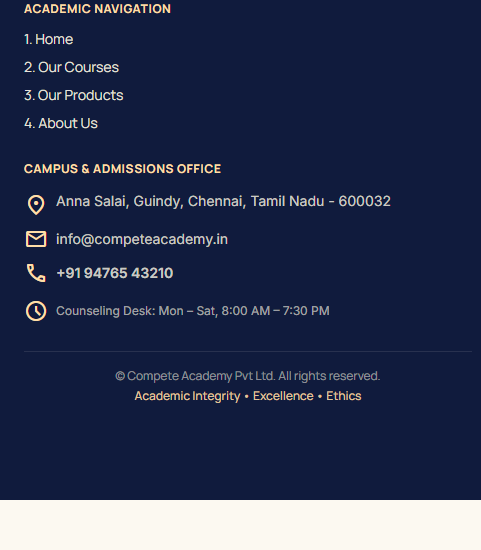 ACADEMIC NAVIGATION
1. Home
2. Our Courses
3. Our Products
4. About Us
CAMPUS & ADMISSIONS OFFICE
Anna Salai, Guindy, Chennai, Tamil Nadu - 600032
info@competeacademy.in
+91 94765 43210
Counseling Desk: Mon – Sat, 8:00 AM – 7:30 PM
© Compete Academy Pvt Ltd. All rights reserved.
Academic Integrity • Excellence • Ethics